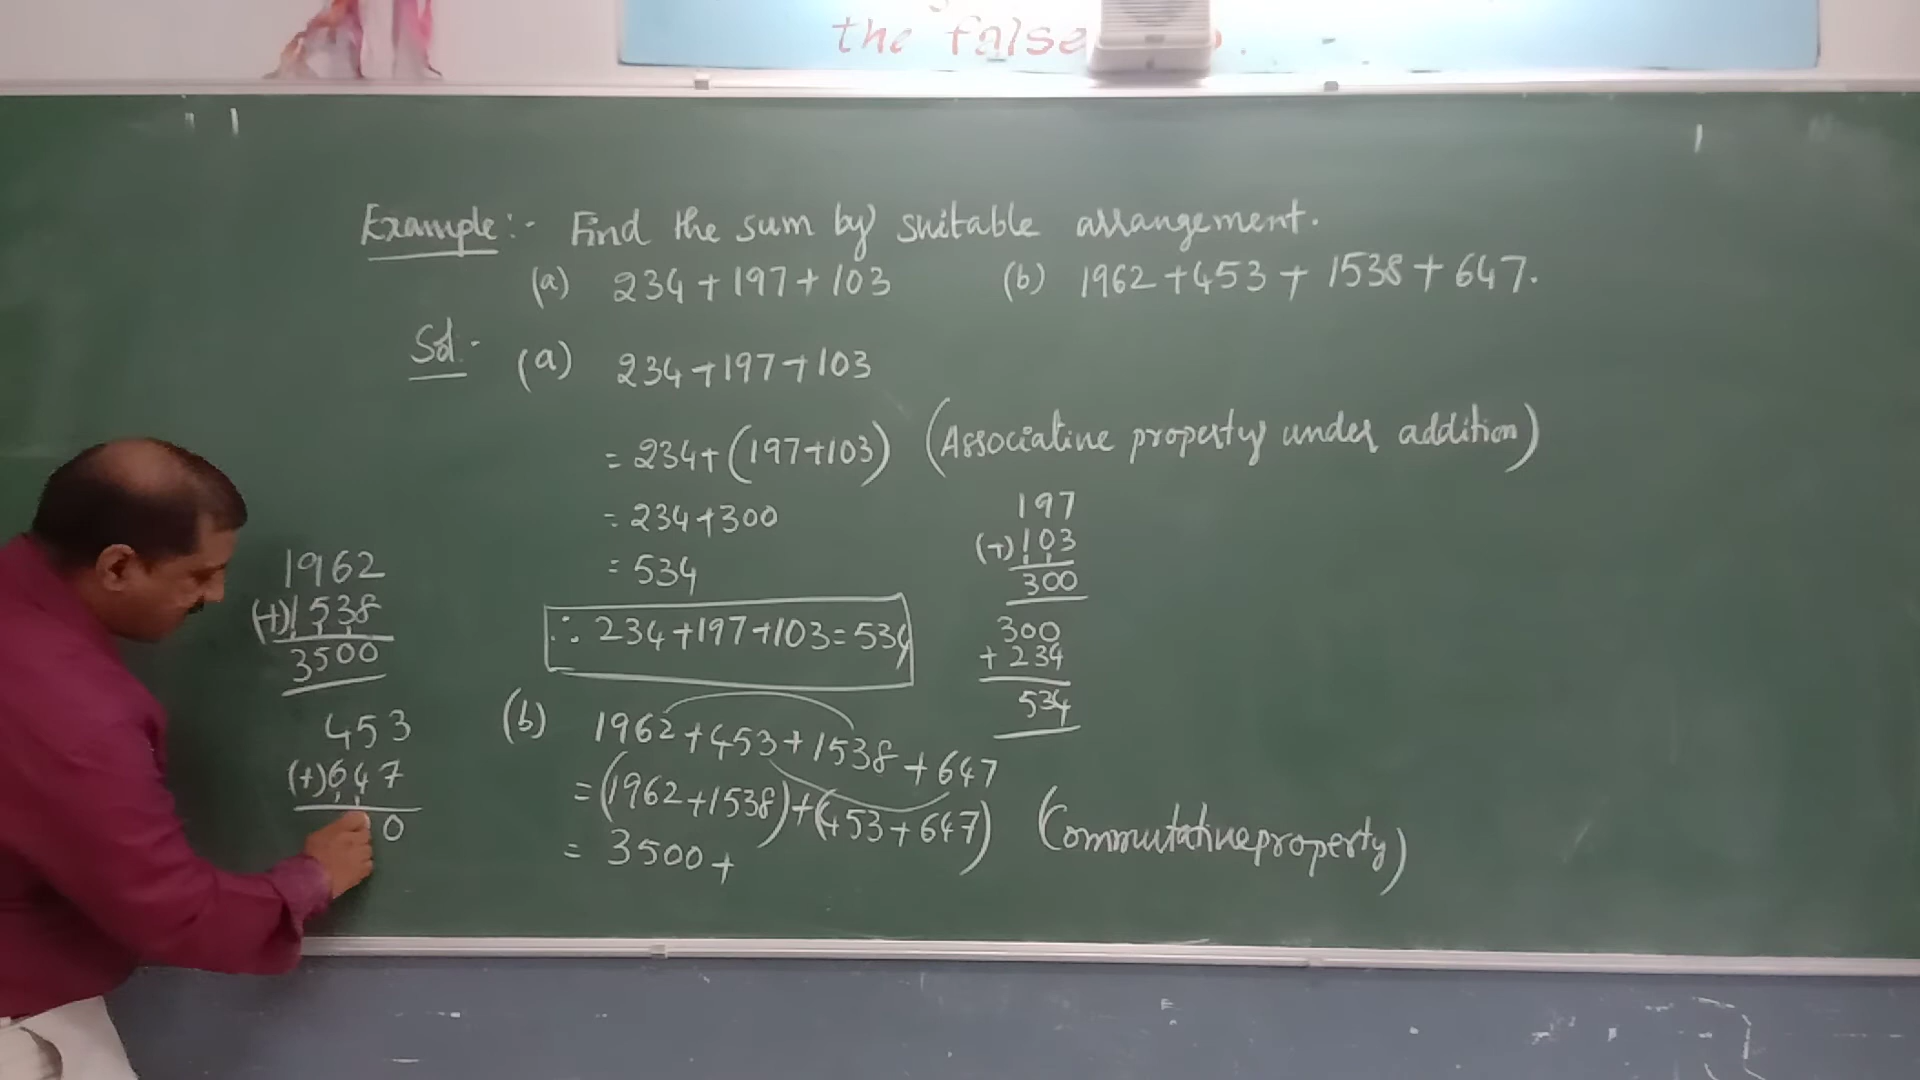 the false
Example:- Find the sum by suitable arrangement.
(a) 234+197+103 (b) 1962+453+1538+647.
Sol:- (a) 234+197+103
= 234+(197+103) (Associative property under addition)
= 234+300
= 534
∴ 234+197+103=534
197
(+)103
300
300
+234
534
1962
(+)1538
3500
453
(+)647
0
(b) 1962+453+1538+647
=(1962+1538)+(453+647) (Commutative property)
= 3500+